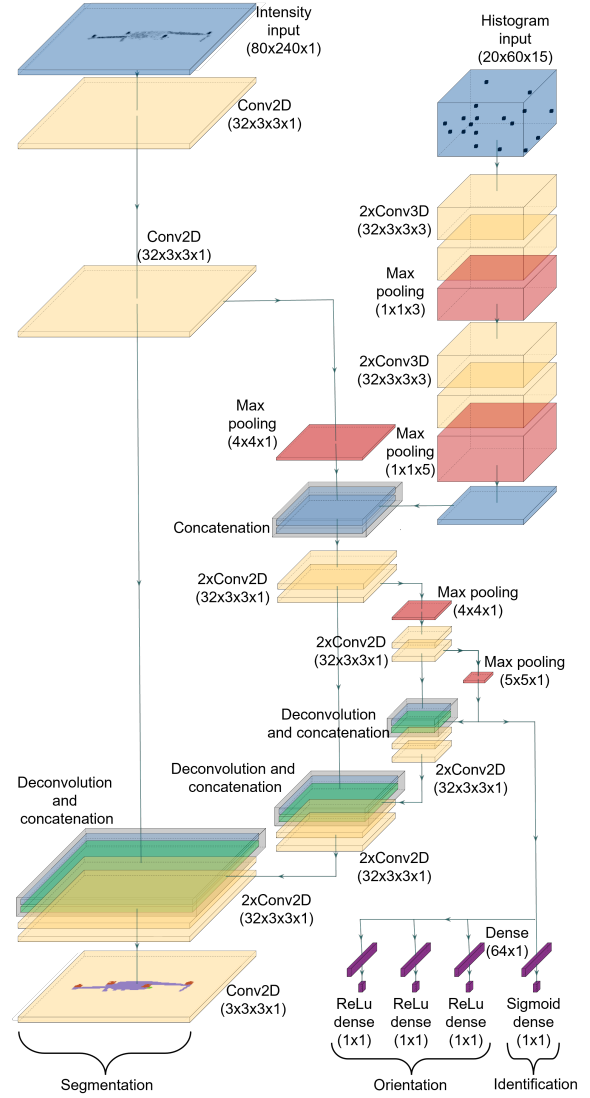 Intensity
input
(80x240x1)
Histogram
input
(20x60x15)
Conv2D
(32x3x3x1)
2xConv3D
(32x3x3x3)
Conv2D
(32x3x3x1)
Max
pooling
(1x1x3)
2xConv3D
(32x3x3x3)
Max
pooling
(4x4x1)
Max
pooling
(1x1x5)
Concatenation
2xConv2D
(32x3x3x1)
Max pooling
(4x4x1)
2xConv2D
(32x3x3x1)
Max pooling
(5x5x1)
Deconvolution
and concatenation
2xConv2D
(32x3x3x1)
Deconvolution and
concatenation
Deconvolution
and
concatenation
2xConv2D
(32x3x3x1)
2xConv2D
(32x3x3x1)
Dense
(64x1)
Conv2D
(3x3x3x1)
ReLu
dense
(1x1)
ReLu
dense
(1x1)
ReLu
dense
(1x1)
Sigmoid
dense
(1x1)
Segmentation
Orientation
Identification